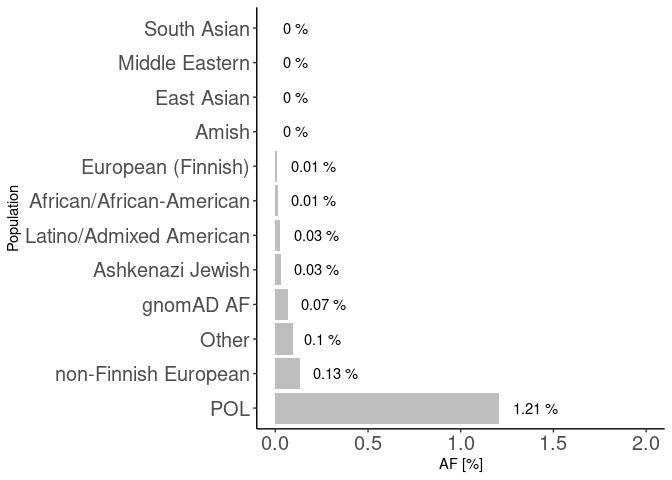 South Asian 0 %
Middle Eastern 0 %
East Asian 0 %
Amish 0 %
European (Finnish) 0.01 %
African/African-American 0.01 %
Latino/Admixed American 0.03 %
Ashkenazi Jewish 0.03 %
gnomAD AF 0.07 %
Other 0.1 %
non-Finnish European 0.13 %
POL 1.21 %
Population
0.0 0.5 1.0 1.5 2.0
AF [%]